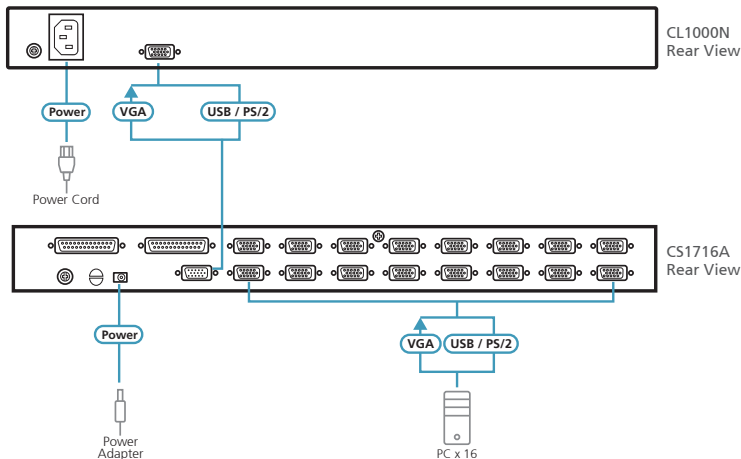 CL1000N
Rear View
Power
VGA
USB / PS/2
Power Cord
CS1716A
Rear View
Power
VGA
USB / PS/2
Power
Adapter
PC x 16